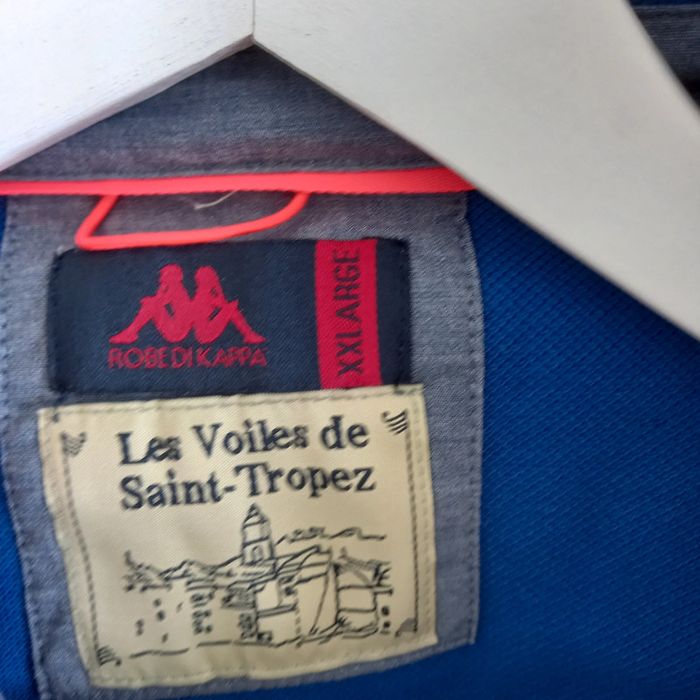 ROBE DI KAPPA
XXLARGE
Les Voiles de
Saint-Tropez